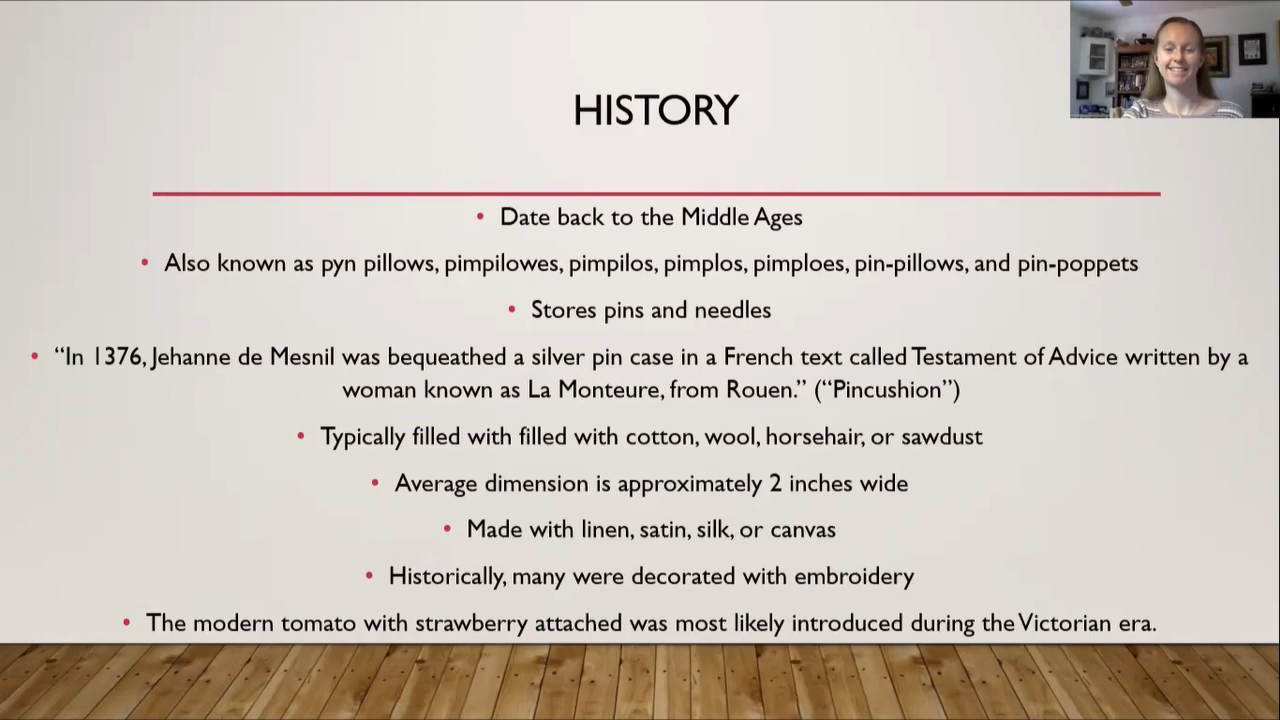 HISTORY
• Date back to the Middle Ages
• Also known as pyn pillows, pimpilowes, pimpilos, pimplos, pimploes, pin-pillows, and pin-poppets
• Stores pins and needles
• “In 1376, Jehanne de Mesnil was bequeathed a silver pin case in a French text called Testament of Advice written by a
woman known as La Monteure, from Rouen.” (“Pincushion”)
• Typically filled with filled with cotton, wool, horsehair, or sawdust
• Average dimension is approximately 2 inches wide
• Made with linen, satin, silk, or canvas
• Historically, many were decorated with embroidery
• The modern tomato with strawberry attached was most likely introduced during the Victorian era.